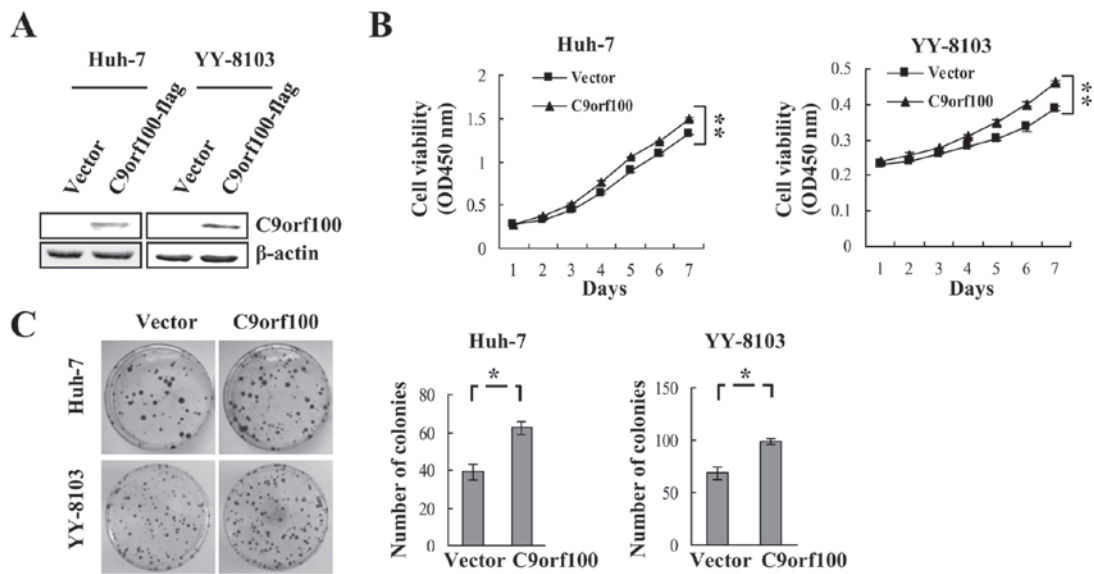 A
Huh-7 YY-8103
Vector
C9orf100-flag
Vector
C9orf100-flag
C9orf100
β-actin
B
Huh-7
Vector
C9orf100
Cell viability
(OD450 nm)
2
1.5
1
0.5
0
**
1 2 3 4 5 6 7
Days
YY-8103
Vector
C9orf100
Cell viability
(OD450 nm)
0.5
0.4
0.3
0.2
0.1
0
**
1 2 3 4 5 6 7
Days
C
Vector C9orf100
Huh-7
YY-8103
Huh-7
Number of colonies
80
60
40
20
0
*
Vector C9orf100
YY-8103
Number of colonies
150
100
50
0
*
Vector C9orf100